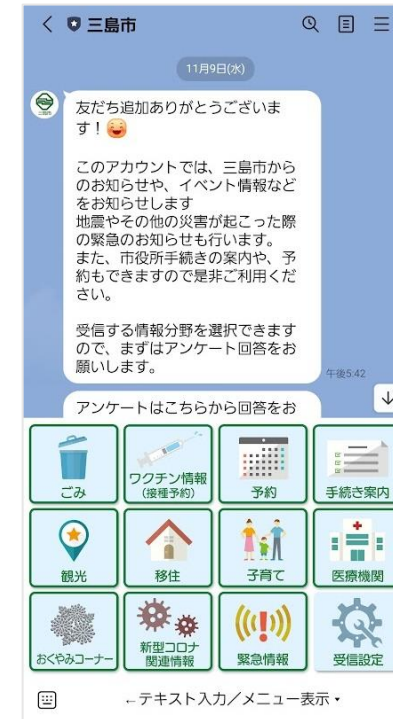 三島市
11月9日(水)
友だち追加ありがとうございま
す！
このアカウントでは、三島市から
のお知らせや、イベント情報など
をお知らせします
地震やその他の災害が起こった際
の緊急のお知らせも行います。
また、市役所手続きの案内や、予
約もできますので是非ご利用くだ
さい。
受信する情報分野を選択できます
ので、まずはアンケート回答をお
願いします。
午後5:42
アンケートはこちらから回答をお
ごみ
ワクチン情報
(接種予約)
予約
手続き案内
観光
移住
子育て
医療機関
おくやみコーナー
新型コロナ
関連情報
緊急情報
受信設定
←テキスト入力／メニュー表示▼